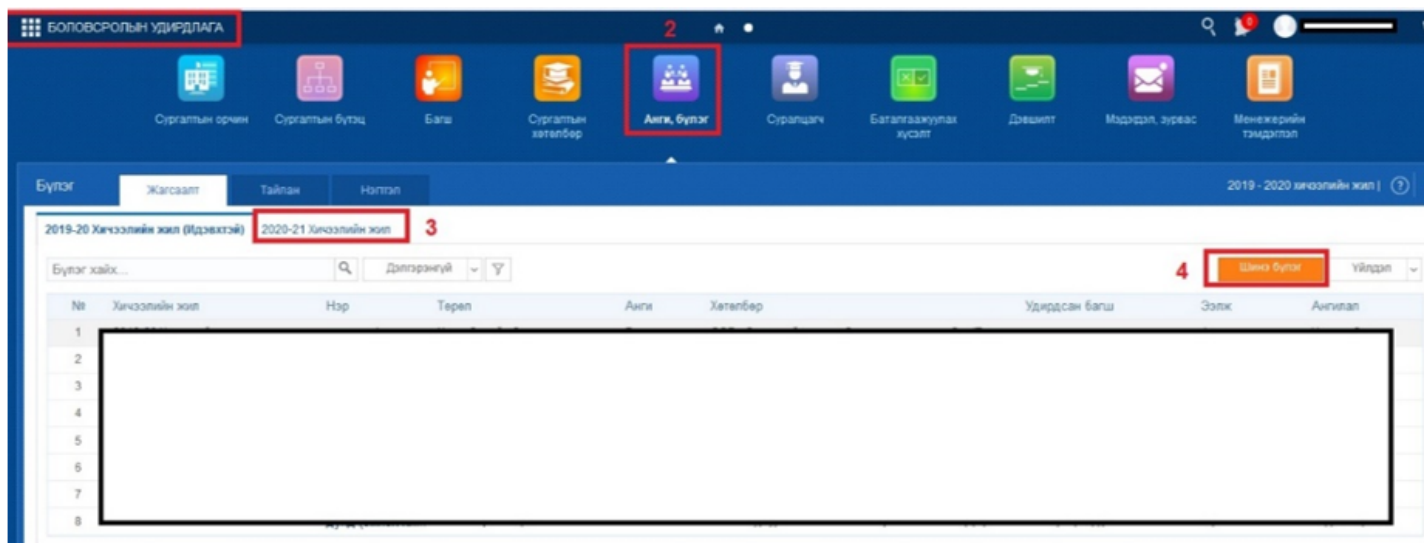 БОЛОВСРОЛЫН УДИРДЛАГА
2
0
Сургалтын орчин
Сургалтын бүтэц
Багш
Сургалтын хөтөлбөр
Анги, бүлэг
Суралцагч
Баталгаажуулах хүсэлт
Дэвшилт
Мэдэгдэл, зурвас
Менежерийн тэмдэглэл
Бүлэг
Жагсаалт
Тайлан
Нэгтгэл
2019 - 2020 хичээлийн жил |
2019-20 Хичээлийн жил (Идэвхтэй)
2020-21 Хичээлийн жил
3
Бүлэг хайх...
Дэлгэрэнгүй
4
Шинэ бүлэг
Үйлдэл
№ Хичээлийн жил Нэр Төрөл Анги Хөтөлбөр Удирдсан багш Ээлж Ангилал
1
2
3
4
5
6
7
8